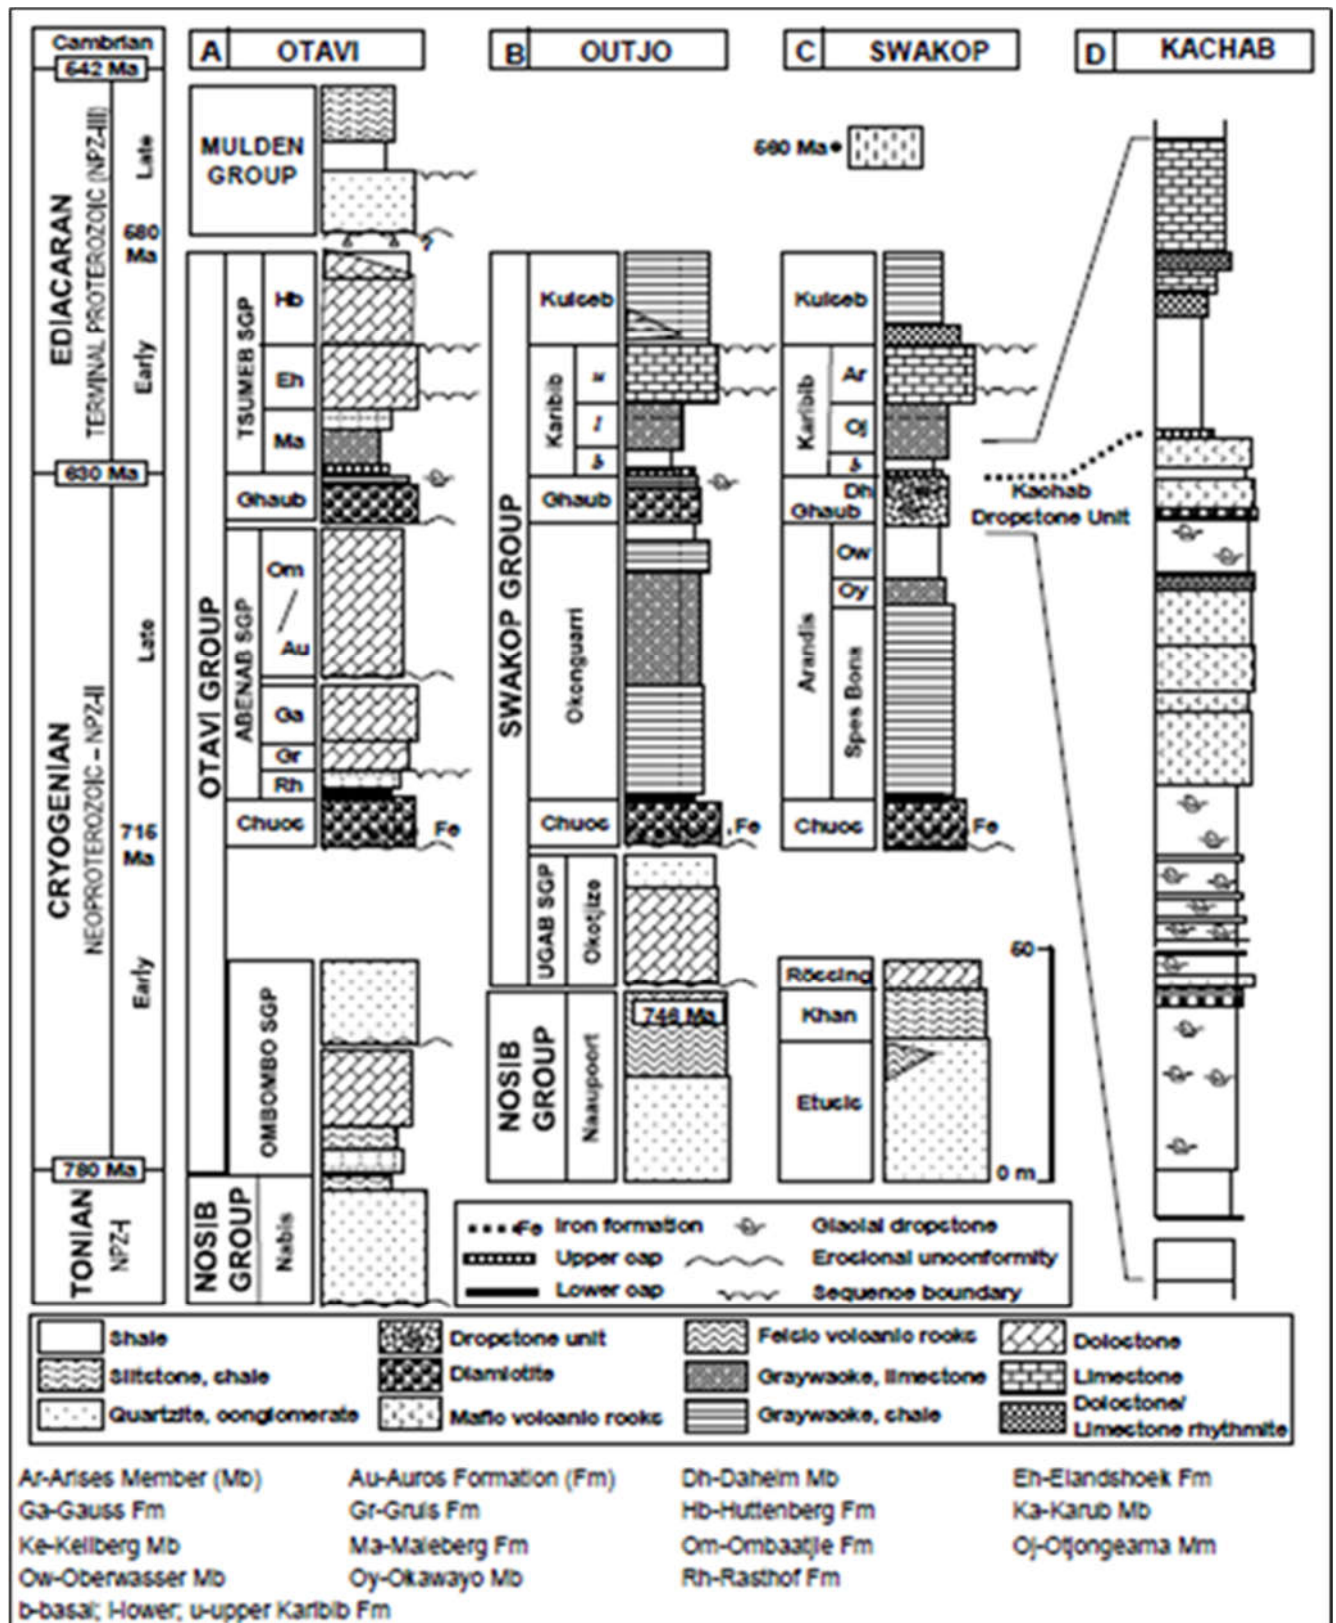 Cambrian
542 Ma
EDIACARAN
TERMINAL PROTEROZOIC (NPZ-III)
Late
580
Ma
Early
630 Ma
CRYOGENIAN
NEOPROTEROZOIC – NPZ-II
Late
716
Ma
Early
780 Ma
TONIAN
NPZ-I
A OTAVI
MULDEN
GROUP
?
OTAVI GROUP
TSUMEB SGP
Hb
Eh
Ma
Ghaub
ABENAB SGP
Om
Au
Ga
Gr
Rh
Chuos
Fe
OMBOMBO SGP
NOSIB
GROUP
Nabis
B OUTJO
SWAKOP GROUP
Kuiseb
Karibib
u
l
b
Ghaub
Okonguarri
Chuos
Fe
UGAB SGP
Okotjize
NOSIB
GROUP
Naaupoort
746 Ma
C SWAKOP
560 Ma
Kuiseb
Karibib
Ar
Oj
b
Dh
Ghaub
Arandis
Ow
Oy
Spes Bona
Chuos
Fe
Rössing
Khan
Etusis
50
0 m
D KACHAB
Kachab
Dropstone Unit
Fe Iron formation
Glacial dropstone
Upper cap
Erosional unconformity
Lower cap
Sequence boundary
Shale
Dropstone unit
Felsic volcanic rocks
Dolostone
Siltstone, shale
Diamictite
Graywacke, limestone
Limestone
Quartzite, conglomerate
Mafic volcanic rocks
Graywacke, shale
Dolostone/
Limestone rhythmite
Ar-Arises Member (Mb)
Au-Auros Formation (Fm)
Dh-Daheim Mb
Eh-Elandshoek Fm
Ga-Gauss Fm
Gr-Gruis Fm
Hb-Huttenberg Fm
Ka-Karub Mb
Ke-Keilberg Mb
Ma-Maieberg Fm
Om-Ombaatjie Fm
Oj-Otjongeama Mm
Ow-Oberwasser Mb
Oy-Okawayo Mb
Rh-Rasthof Fm
b-basal; l-lower; u-upper Karibib Fm